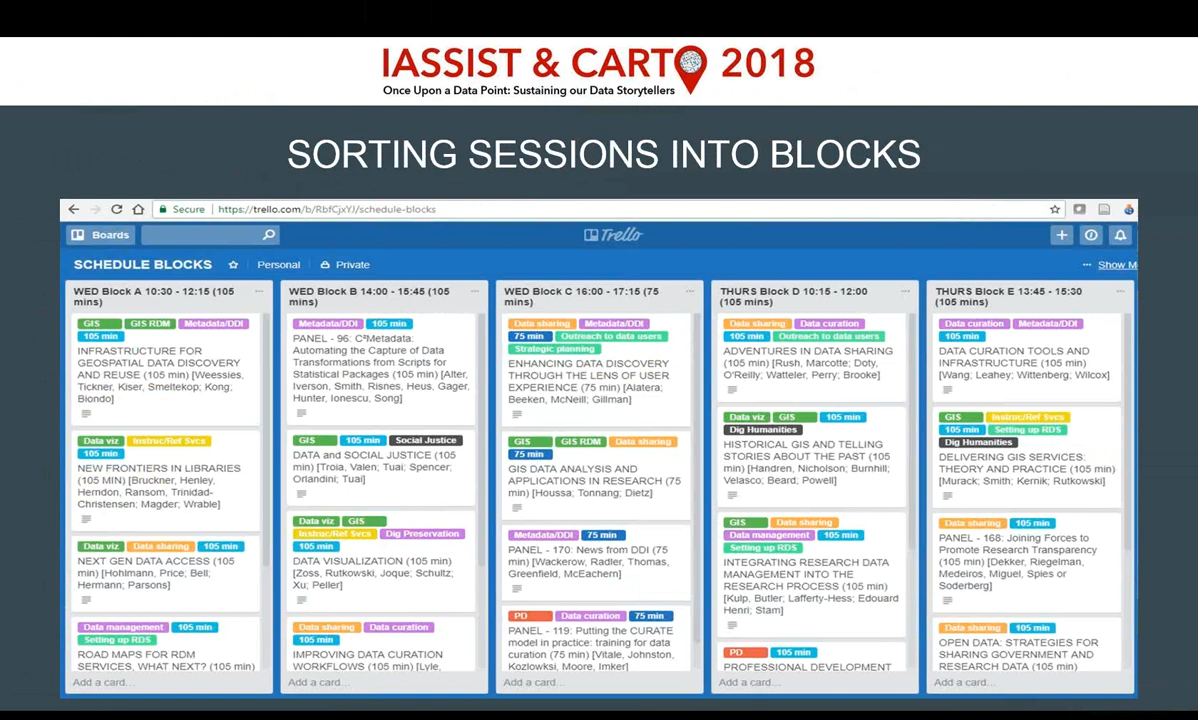 IASSIST & CARTO 2018
Once Upon a Data Point: Sustaining our Data Storytellers
SORTING SESSIONS INTO BLOCKS
Secure https://trello.com/b/RbfCjxYJ/schedule-blocks
Boards
Trello
SCHEDULE BLOCKS Personal Private
Show M
WED Block A 10:30 - 12:15 (105
mins)
GIS GIS RDM Metadata/DDI
105 min
INFRASTRUCTURE FOR
GEOSPATIAL DATA DISCOVERY
AND REUSE (105 min) [Weessies,
Tickner, Kiser, Smeltekop; Kong;
Biondo]
Data viz Instruc/Ref Svcs
105 min
NEW FRONTIERS IN LIBRARIES
(105 MIN) [Bruckner, Henley,
Herndon, Ransom, Trinidad-
Christensen; Magder; Wrable]
Data viz Data sharing 105 min
NEXT GEN DATA ACCESS (105
min) [Hohlmann, Price; Bell;
Hermann; Parsons]
Data management 105 min
Setting up RDS
ROAD MAPS FOR RDM
SERVICES, WHAT NEXT? (105 min)
Add a card...
WED Block B 14:00 - 15:45 (105
mins)
Metadata/DDI 105 min
PANEL - 96: C²Metadata:
Automating the Capture of Data
Transformations from Scripts for
Statistical Packages (105 min) [Alter,
Iverson, Smith, Risnes, Heus, Gager,
Hunter, Ionescu, Song]
GIS 105 min Social Justice
DATA and SOCIAL JUSTICE (105
min) [Troia, Valen; Tuai; Spencer,
Orlandini; Tuai]
Data viz GIS
Instruc/Ref Svcs Dig Preservation
105 min
DATA VISUALIZATION (105 min)
[Zoss, Rutkowski, Joque; Schultz;
Xu; Peller]
Data sharing Data curation
105 min
IMPROVING DATA CURATION
WORKFLOWS (105 min) [Lyle,
Add a card...
WED Block C 16:00 - 17:15 (75
mins)
Data sharing Metadata/DDI
75 min Outreach to data users
Strategic planning
ENHANCING DATA DISCOVERY
THROUGH THE LENS OF USER
EXPERIENCE (75 min) [Alatera;
Beeken, McNeill; Gillman]
GIS GIS RDM Data sharing
75 min
GIS DATA ANALYSIS AND
APPLICATIONS IN RESEARCH (75
min) [Houssa; Tonnang; Dietz]
Metadata/DDI 75 min
PANEL - 170: News from DDI (75
min) [Wackerow, Radler, Thomas,
Greenfield, McEachern]
PD Data curation 75 min
PANEL - 119: Putting the CURATE
model in practice: training for data
curation (75 min) [Vitale, Johnston,
Kozlowksi, Moore, Imker]
Add a card...
THURS Block D 10:15 - 12:00
(105 mins)
Data sharing Data curation
105 min Outreach to data users
ADVENTURES IN DATA SHARING
(105 min) [Rush, Marcotte; Doty,
O'Reilly; Watteler, Perry; Brooke]
Data viz GIS 105 min
Dig Humanities
HISTORICAL GIS AND TELLING
STORIES ABOUT THE PAST (105
min) [Handren, Nicholson; Burnhill;
Velasco; Beard, Powell]
GIS Data sharing
Data management 105 min
Setting up RDS
INTEGRATING RESEARCH DATA
MANAGEMENT INTO THE
RESEARCH PROCESS (105 min)
[Kulp, Butler; Lafferty-Hess; Edouard
Henri; Stam]
PD 105 min
PROFESSIONAL DEVELOPMENT
Add a card...
THURS Block E 13:45 - 15:30
(105 mins)
Data curation Metadata/DDI
105 min
DATA CURATION TOOLS AND
INFRASTRUCTURE (105 min)
[Wang; Leahey; Wittenberg; Wilcox]
GIS Instruc/Ref Svcs
105 min Setting up RDS
Dig Humanities
DELIVERING GIS SERVICES:
THEORY AND PRACTICE (105 min)
[Murack; Smith; Kernik; Rutkowski]
Data sharing 105 min
PANEL - 168: Joining Forces to
Promote Research Transparency
(105 min) [Dekker, Riegelman,
Medeiros, Miguel, Spies or
Soderberg]
Data sharing 105 min
OPEN DATA: STRATEGIES FOR
SHARING GOVERNMENT AND
RESEARCH DATA (105 min)
Add a card...